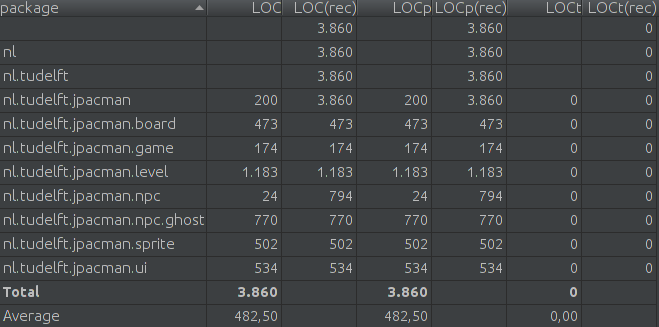 package LOC LOC(rec) LOCp LOCp(rec) LOCt LOCt(rec)
3.860 3.860 0
nl 3.860 3.860 0
nl.tudelft 3.860 3.860 0
nl.tudelft.jpacman 200 3.860 200 3.860 0 0
nl.tudelft.jpacman.board 473 473 473 473 0 0
nl.tudelft.jpacman.game 174 174 174 174 0 0
nl.tudelft.jpacman.level 1.183 1.183 1.183 1.183 0 0
nl.tudelft.jpacman.npc 24 794 24 794 0 0
nl.tudelft.jpacman.npc.ghost 770 770 770 770 0 0
nl.tudelft.jpacman.sprite 502 502 502 502 0 0
nl.tudelft.jpacman.ui 534 534 534 534 0 0
Total 3.860 3.860 0
Average 482,50 482,50 0,00